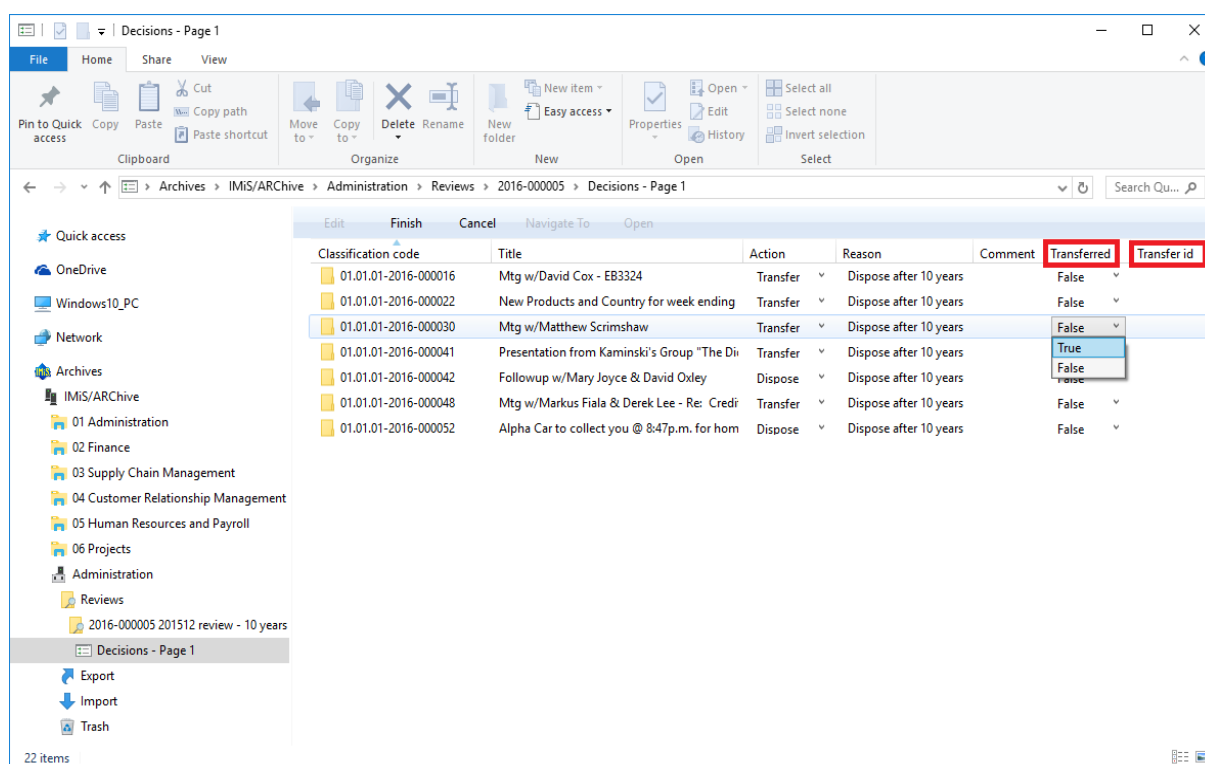 Decisions - Page 1
File Home Share View
Pin to Quick access
Copy
Paste
Cut
Copy path
Paste shortcut
Clipboard
Move to
Copy to
Delete
Rename
Organize
New folder
New item
Easy access
New
Properties
Open
Edit
History
Open
Select all
Select none
Invert selection
Select
Archives > IMiS/ARChive > Administration > Reviews > 2016-000005 > Decisions - Page 1
Search Qu...
Quick access
OneDrive
Windows10_PC
Network
Archives
IMiS/ARChive
01 Administration
02 Finance
03 Supply Chain Management
04 Customer Relationship Management
05 Human Resources and Payroll
06 Projects
Administration
Reviews
2016-000005 201512 review - 10 years
Decisions - Page 1
Export
Import
Trash
Edit Finish Cancel Navigate To Open
Classification code Title Action Reason Comment Transferred Transfer id
01.01.01-2016-000016 Mtg w/David Cox - EB3324 Transfer Dispose after 10 years False
01.01.01-2016-000022 New Products and Country for week ending Transfer Dispose after 10 years False
01.01.01-2016-000030 Mtg w/Matthew Scrimshaw Transfer Dispose after 10 years False
True
False
01.01.01-2016-000041 Presentation from Kaminski's Group "The Di Transfer Dispose after 10 years
01.01.01-2016-000042 Followup w/Mary Joyce & David Oxley Dispose Dispose after 10 years False
01.01.01-2016-000048 Mtg w/Markus Fiala & Derek Lee - Re: Credi Transfer Dispose after 10 years False
01.01.01-2016-000052 Alpha Car to collect you @ 8:47p.m. for hom Dispose Dispose after 10 years False
22 items